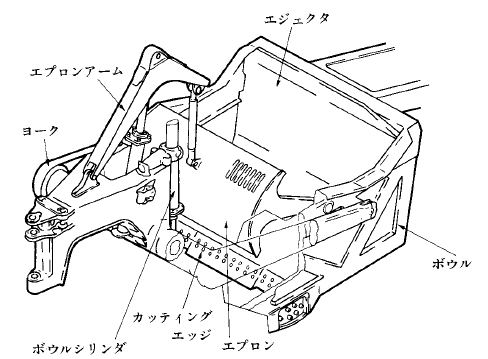 エジェクタ
エプロンアーム
ヨーク
ボウル
カッティング
エッジ
エプロン
ボウルシリンダ